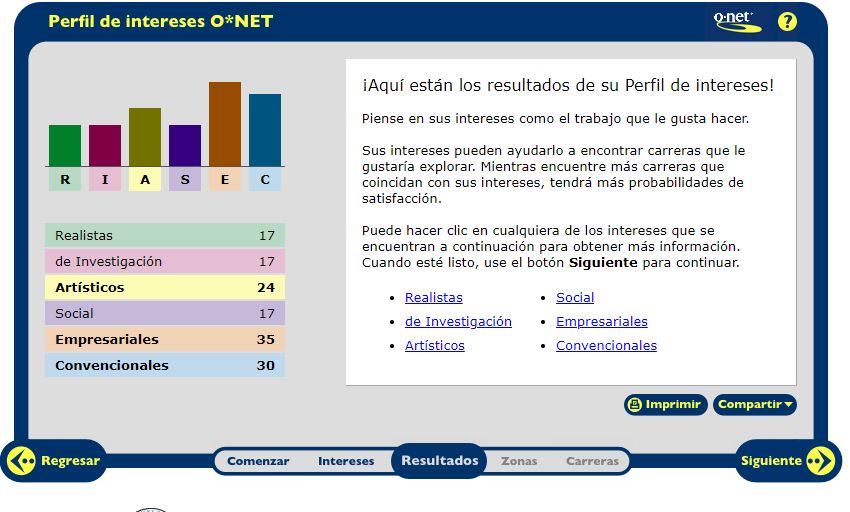 Perfil de intereses O*NET
o·net
?
R I A S E C
Realistas 17
de Investigación 17
Artísticos 24
Social 17
Empresariales 35
Convencionales 30
¡Aquí están los resultados de su Perfil de intereses!
Piense en sus intereses como el trabajo que le gusta hacer.
Sus intereses pueden ayudarlo a encontrar carreras que le
gustaría explorar. Mientras encuentre más carreras que
coincidan con sus intereses, tendrá más probabilidades de
satisfacción.
Puede hacer clic en cualquiera de los intereses que se
encuentran a continuación para obtener más información.
Cuando esté listo, use el botón Siguiente para continuar.
• Realistas
• de Investigación
• Artísticos
• Social
• Empresariales
• Convencionales
Imprimir
Compartir
Regresar
Comenzar
Intereses
Resultados
Zonas
Carreras
Siguiente